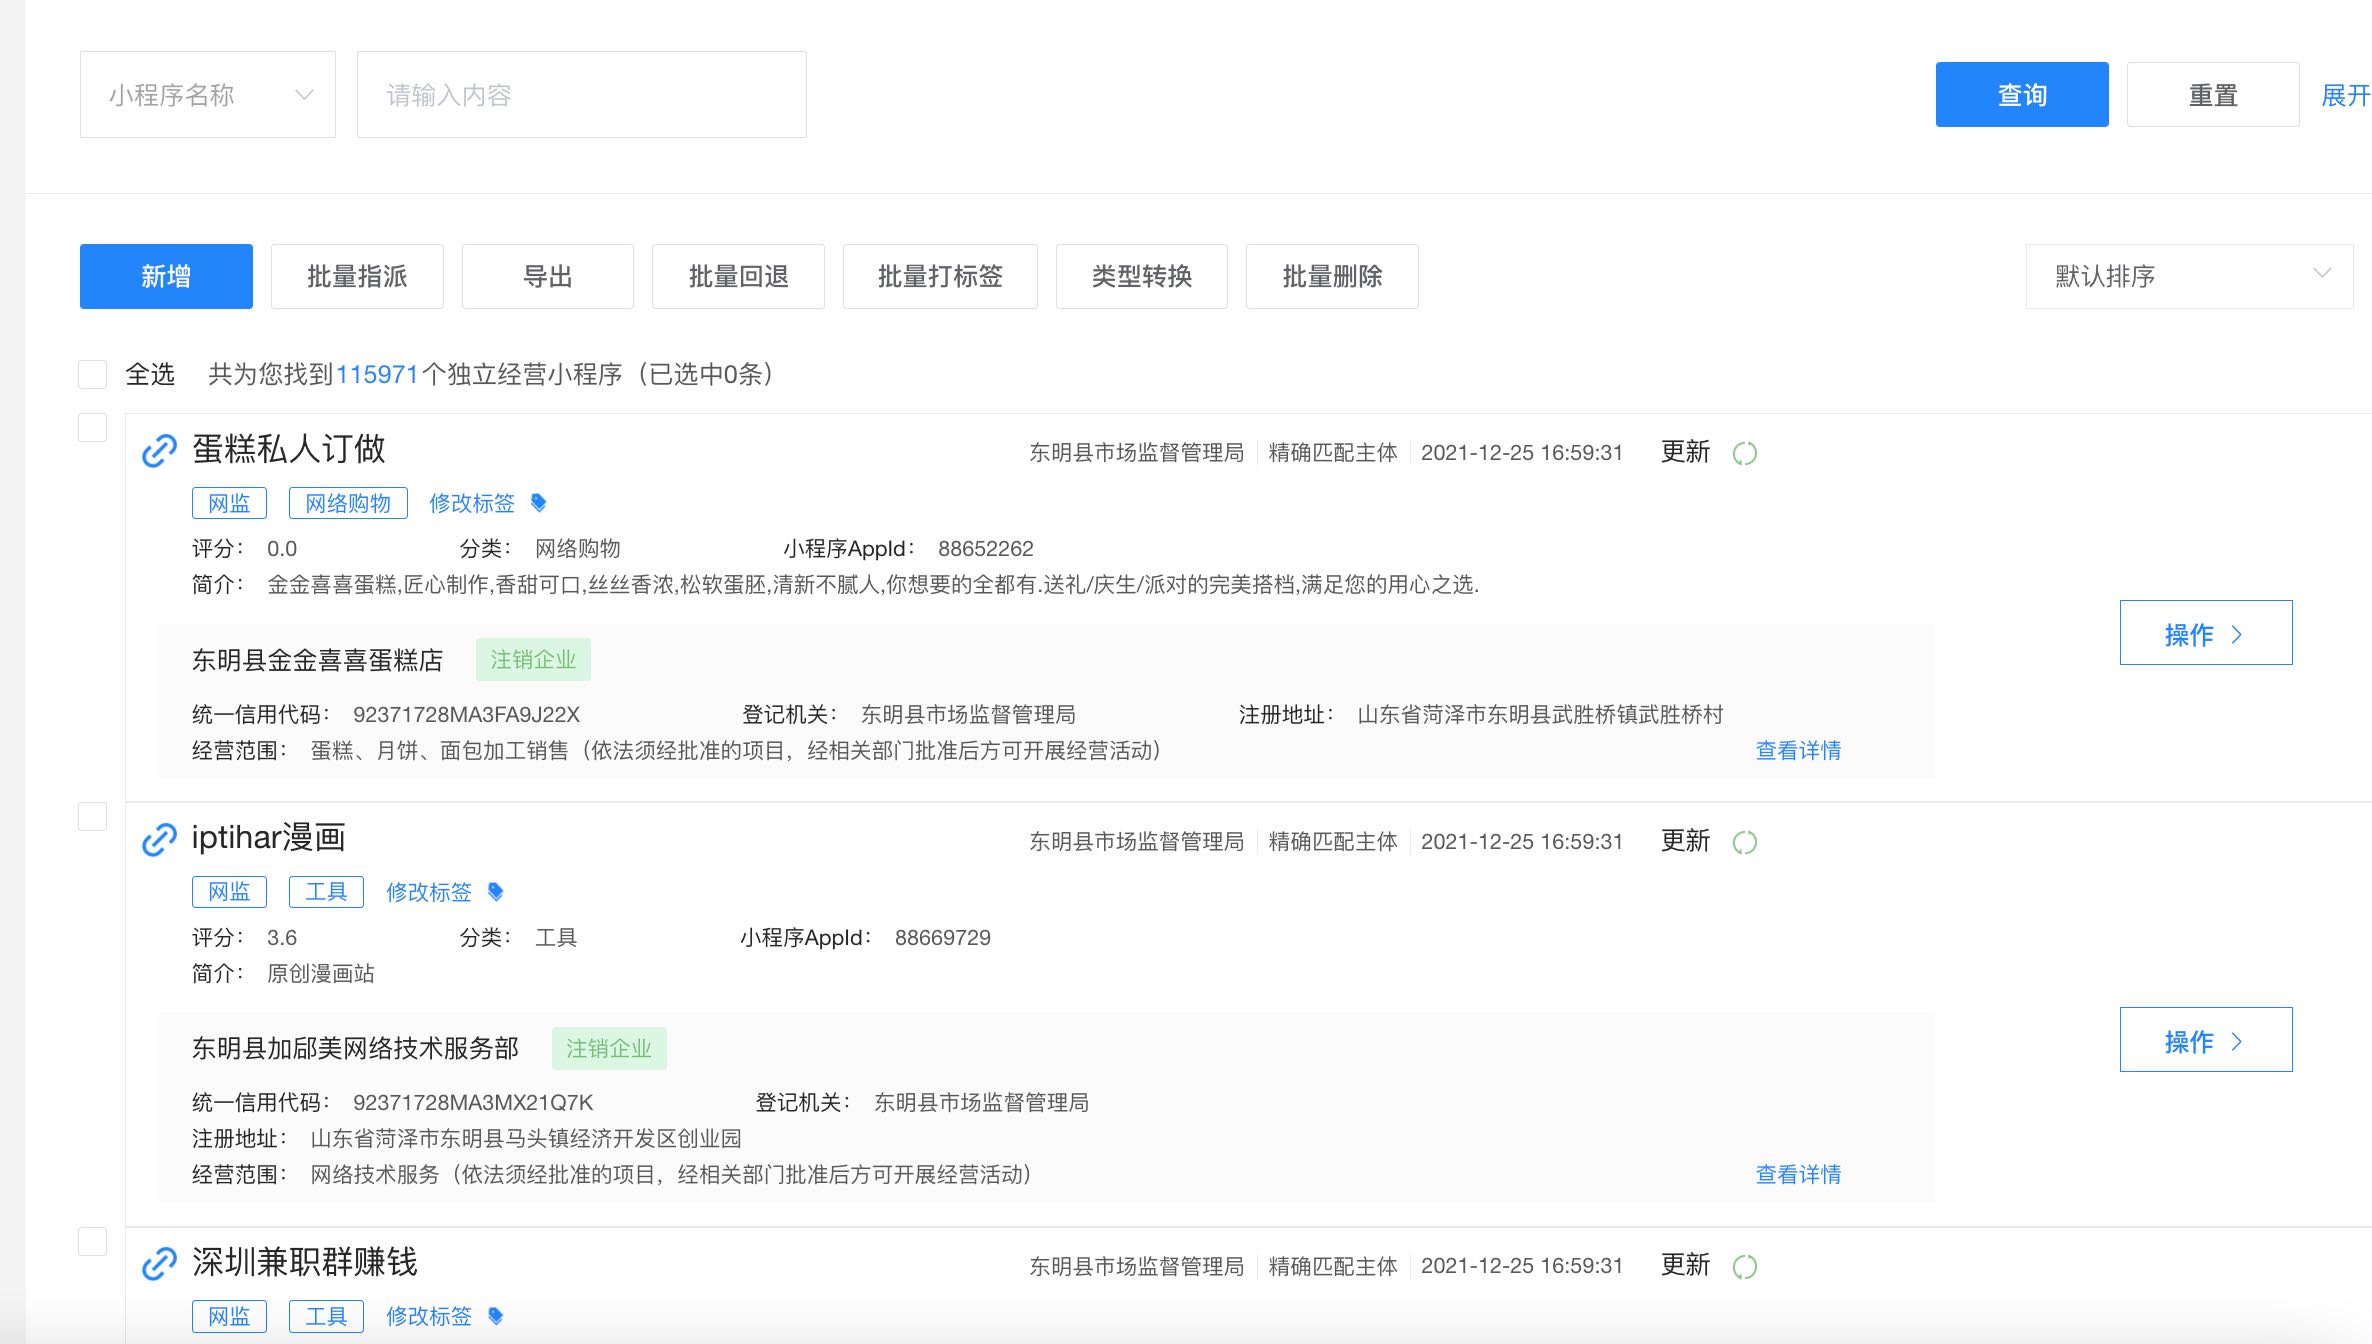 小程序名称 请输入内容 查询 重置 展开
新增 批量指派 导出 批量回退 批量打标签 类型转换 批量删除 默认排序
全选 共为您找到115971个独立经营小程序（已选中0条）
蛋糕私人订做 东明县市场监督管理局 精确匹配主体 2021-12-25 16:59:31 更新
网监 网络购物 修改标签
评分： 0.0 分类： 网络购物 小程序AppId： 88652262
简介： 金金喜喜蛋糕,匠心制作,香甜可口,丝丝香浓,松软蛋胚,清新不腻人,你想要的全都有.送礼/庆生/派对的完美搭档,满足您的用心之选.
操作
东明县金金喜喜蛋糕店 注销企业
统一信用代码： 92371728MA3FA9J22X 登记机关： 东明县市场监督管理局 注册地址： 山东省菏泽市东明县武胜桥镇武胜桥村
经营范围： 蛋糕、月饼、面包加工销售（依法须经批准的项目，经相关部门批准后方可开展经营活动） 查看详情
iptihar漫画 东明县市场监督管理局 精确匹配主体 2021-12-25 16:59:31 更新
网监 工具 修改标签
评分： 3.6 分类： 工具 小程序AppId： 88669729
简介： 原创漫画站
东明县加郈美网络技术服务部 注销企业 操作
统一信用代码： 92371728MA3MX21Q7K 登记机关： 东明县市场监督管理局
注册地址： 山东省菏泽市东明县马头镇经济开发区创业园
经营范围： 网络技术服务（依法须经批准的项目，经相关部门批准后方可开展经营活动） 查看详情
深圳兼职群赚钱 东明县市场监督管理局 精确匹配主体 2021-12-25 16:59:31 更新
网监 工具 修改标签